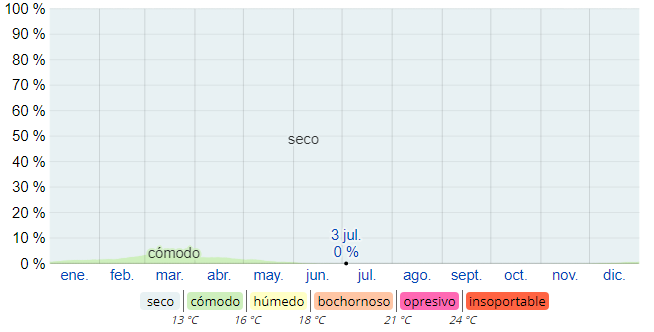 100 %
90 %
80 %
70 %
60 %
50 %
40 %
30 %
20 %
10 %
0 %
seco
3 jul.
0 %
cómodo
ene. feb. mar. abr. may. jun. jul. ago. sept. oct. nov. dic.
seco cómodo húmedo bochornoso opresivo insoportable
13 °C 16 °C 18 °C 21 °C 24 °C